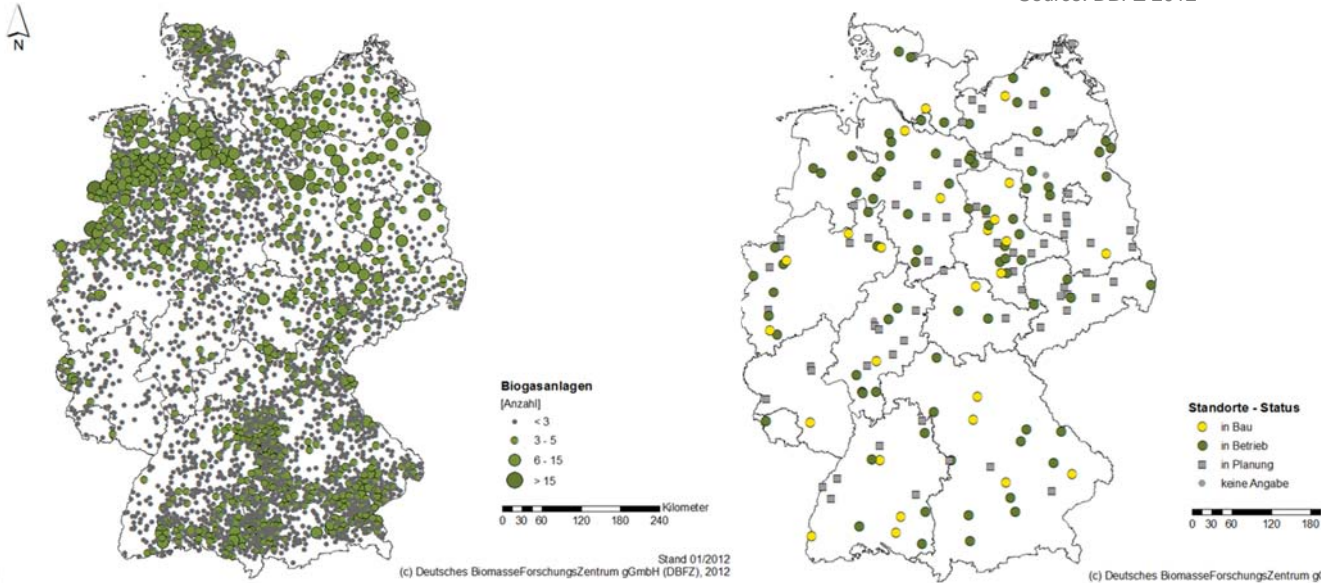 N
Biogasanlagen
[Anzahl]
< 3
3 - 5
6 - 15
> 15
Kilometer
0 30 60 120 180 240
Stand 01/2012
(c) Deutsches BiomasseForschungsZentrum gGmbH (DBFZ), 2012
Standorte - Status
in Bau
in Betrieb
in Planung
keine Angabe
0 30 60 120 180
(c) Deutsches BiomasseForschungsZentrum